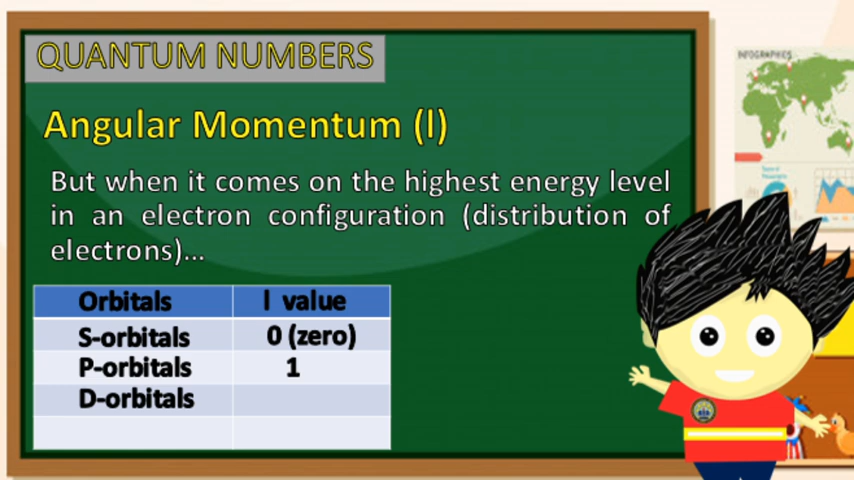 QUANTUM NUMBERS
INFOGRAPHICS
Angular Momentum (l)
But when it comes on the highest energy level
in an electron configuration (distribution of
electrons)...
Orbitals l value
S-orbitals 0 (zero)
P-orbitals 1
D-orbitals